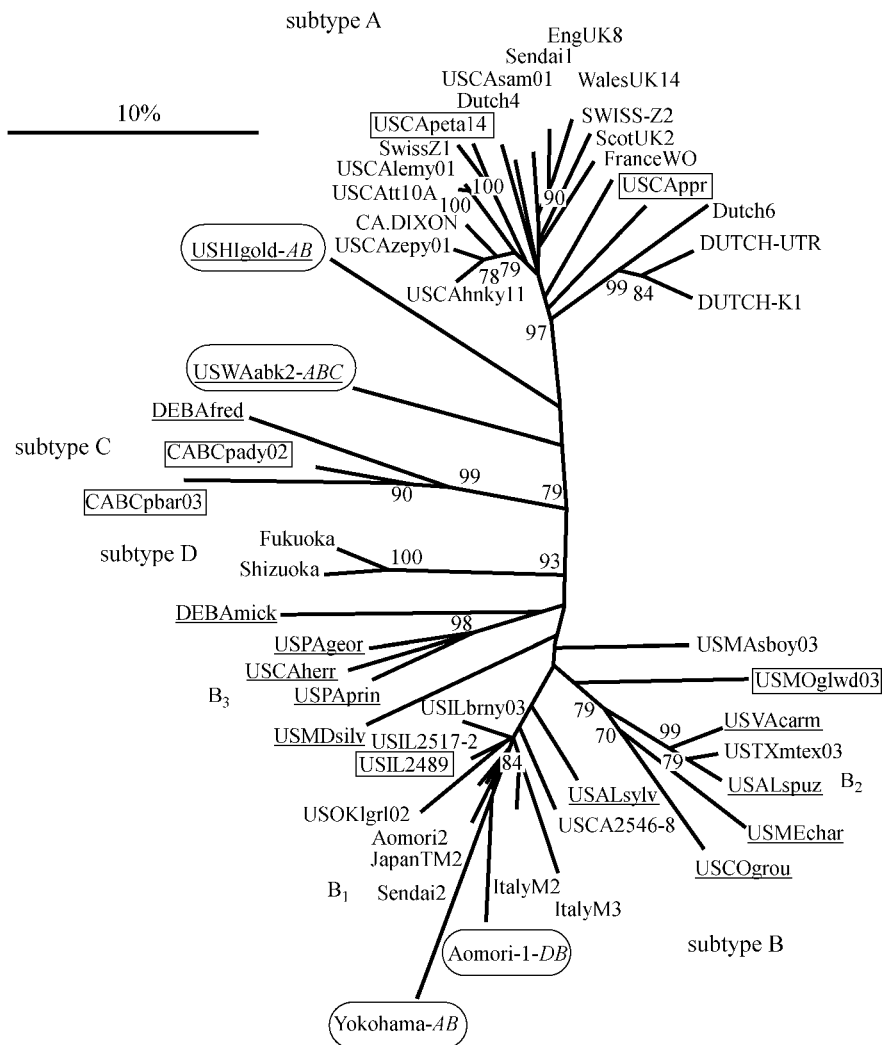 subtype A
EngUK8
Sendai1
USCAsam01
WalesUK14
Dutch4
10%
USCApeta14
SWISS-Z2
ScotUK2
SwissZ1
FranceWO
USCAlemy01
100
USCAppr
USCAtt10A
100
90
Dutch6
CA.DIXON
USHIgold-AB
USCAzepy01
DUTCH-UTR
78
79
99
84
USCAhnky11
DUTCH-K1
97
USWAabk2-ABC
DEBAfred
subtype C
CABCpady02
99
79
90
CABCpbar03
Fukuoka
subtype D
100
93
Shizuoka
DEBAmick
98
USPAgeor
USMAsboy03
USCAherr
USMOglwd03
B3
USPAprin
USILbrny03
79
99
USVAcarm
USMDsilv
USIL2517-2
70
USTXmtex03
USIL2489
84
79
USALspuz
B2
USALsylv
USOKlgrl02
USCA2546-8
USMEchar
Aomori2
JapanTM2
USCOgrou
B1
Sendai2
ItalyM2
ItalyM3
subtype B
Aomori-1-DB
Yokohama-AB